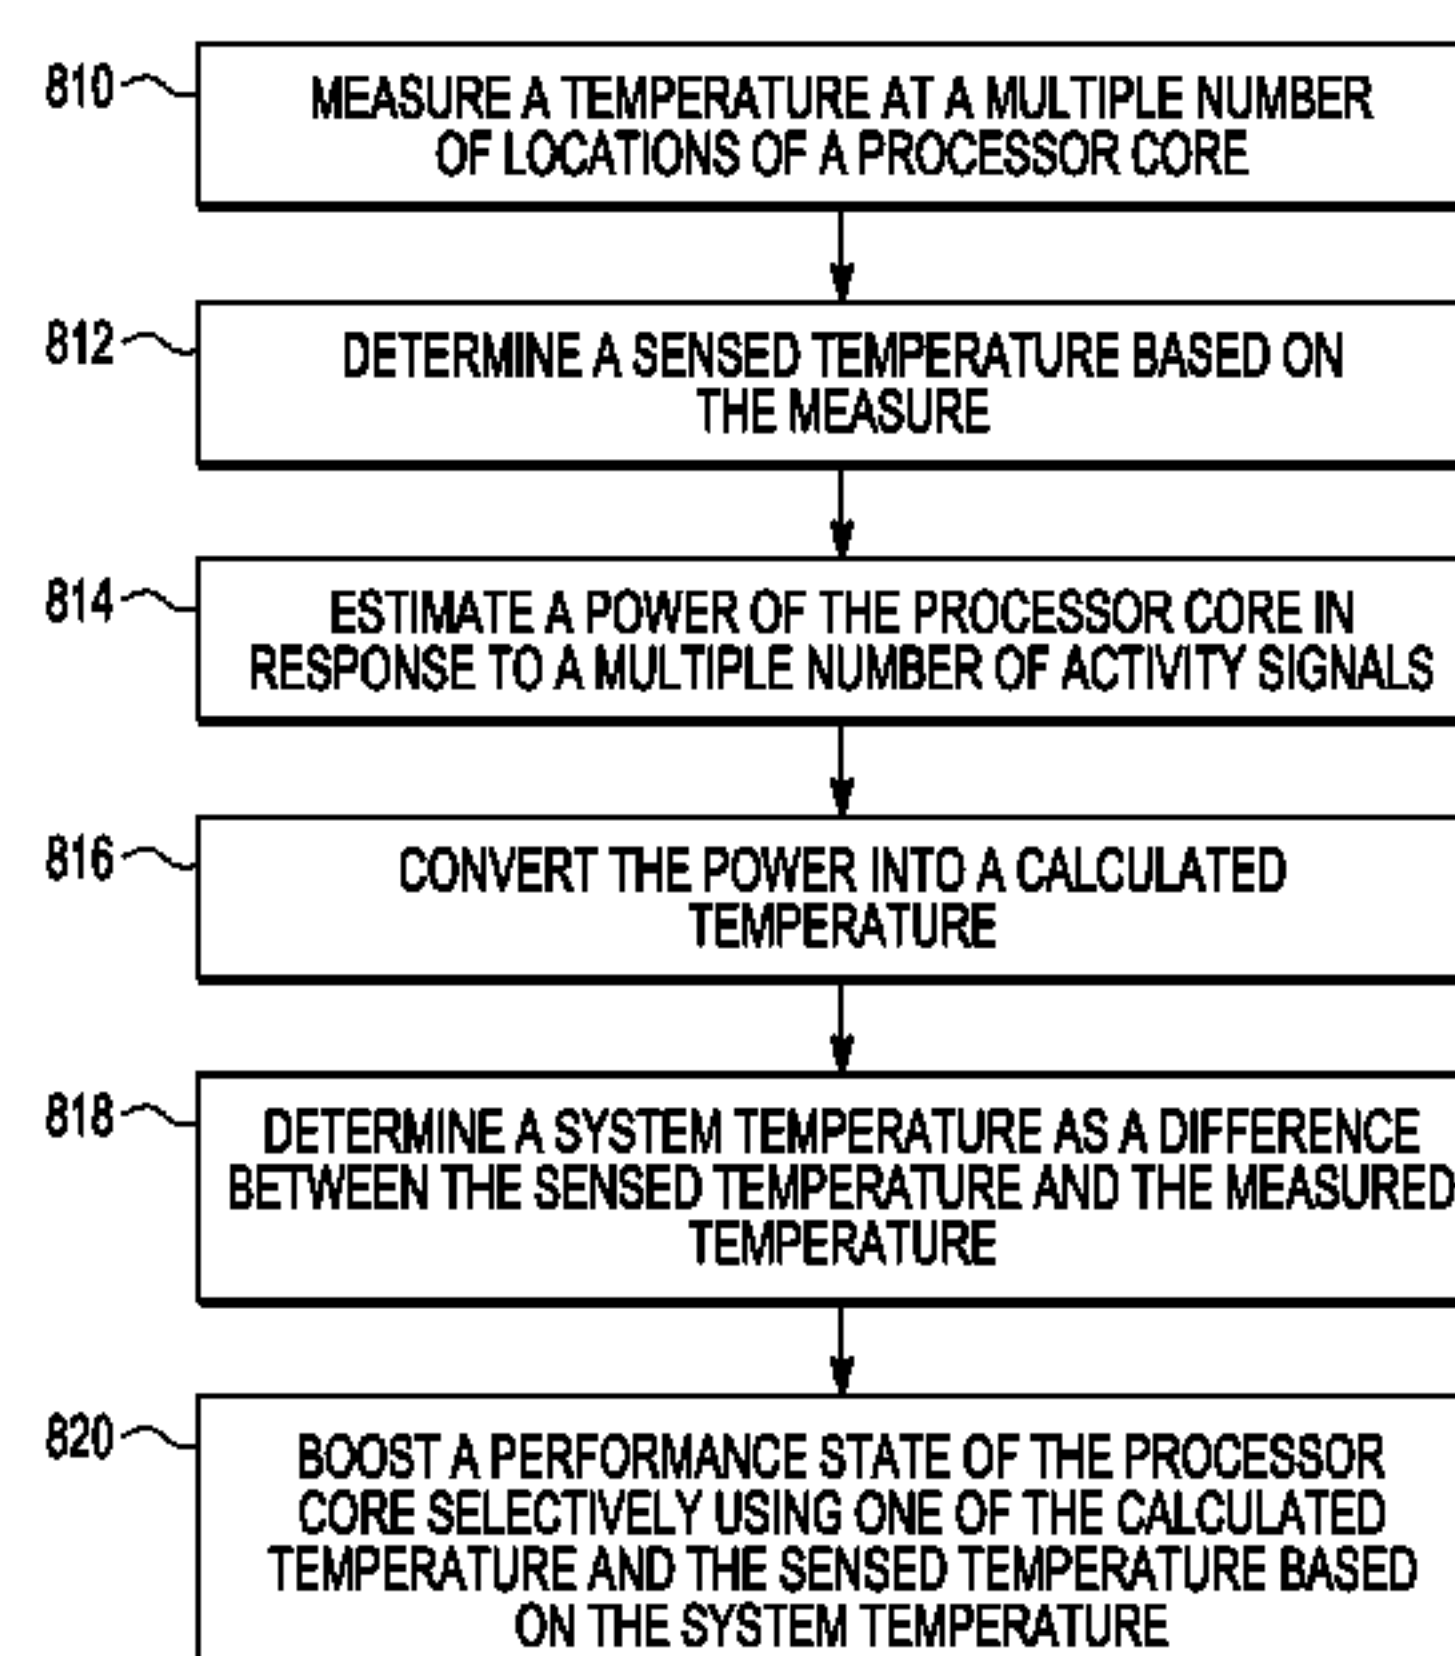 810
MEASURE A TEMPERATURE AT A MULTIPLE NUMBER
OF LOCATIONS OF A PROCESSOR CORE
812
DETERMINE A SENSED TEMPERATURE BASED ON
THE MEASURE
814
ESTIMATE A POWER OF THE PROCESSOR CORE IN
RESPONSE TO A MULTIPLE NUMBER OF ACTIVITY SIGNALS
816
CONVERT THE POWER INTO A CALCULATED
TEMPERATURE
818
DETERMINE A SYSTEM TEMPERATURE AS A DIFFERENCE
BETWEEN THE SENSED TEMPERATURE AND THE MEASURED
TEMPERATURE
820
BOOST A PERFORMANCE STATE OF THE PROCESSOR
CORE SELECTIVELY USING ONE OF THE CALCULATED
TEMPERATURE AND THE SENSED TEMPERATURE BASED
ON THE SYSTEM TEMPERATURE